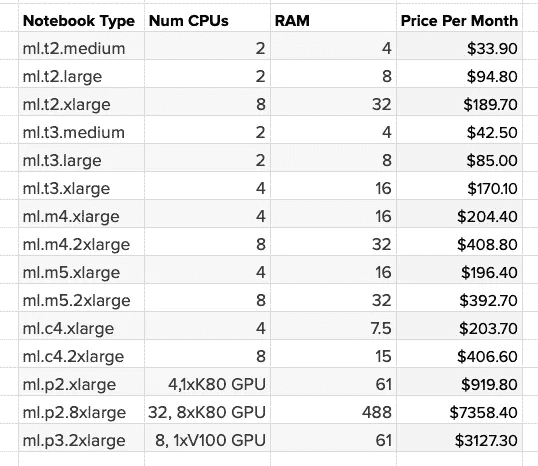 Notebook Type Num CPUs RAM Price Per Month
ml.t2.medium 2 4 $33.90
ml.t2.large 2 8 $94.80
ml.t2.xlarge 8 32 $189.70
ml.t3.medium 2 4 $42.50
ml.t3.large 2 8 $85.00
ml.t3.xlarge 4 16 $170.10
ml.m4.xlarge 4 16 $204.40
ml.m4.2xlarge 8 32 $408.80
ml.m5.xlarge 4 16 $196.40
ml.m5.2xlarge 8 32 $392.70
ml.c4.xlarge 4 7.5 $203.70
ml.c4.2xlarge 8 15 $406.60
ml.p2.xlarge 4,1xK80 GPU 61 $919.80
ml.p2.8xlarge 32, 8xK80 GPU 488 $7358.40
ml.p3.2xlarge 8, 1xV100 GPU 61 $3127.30